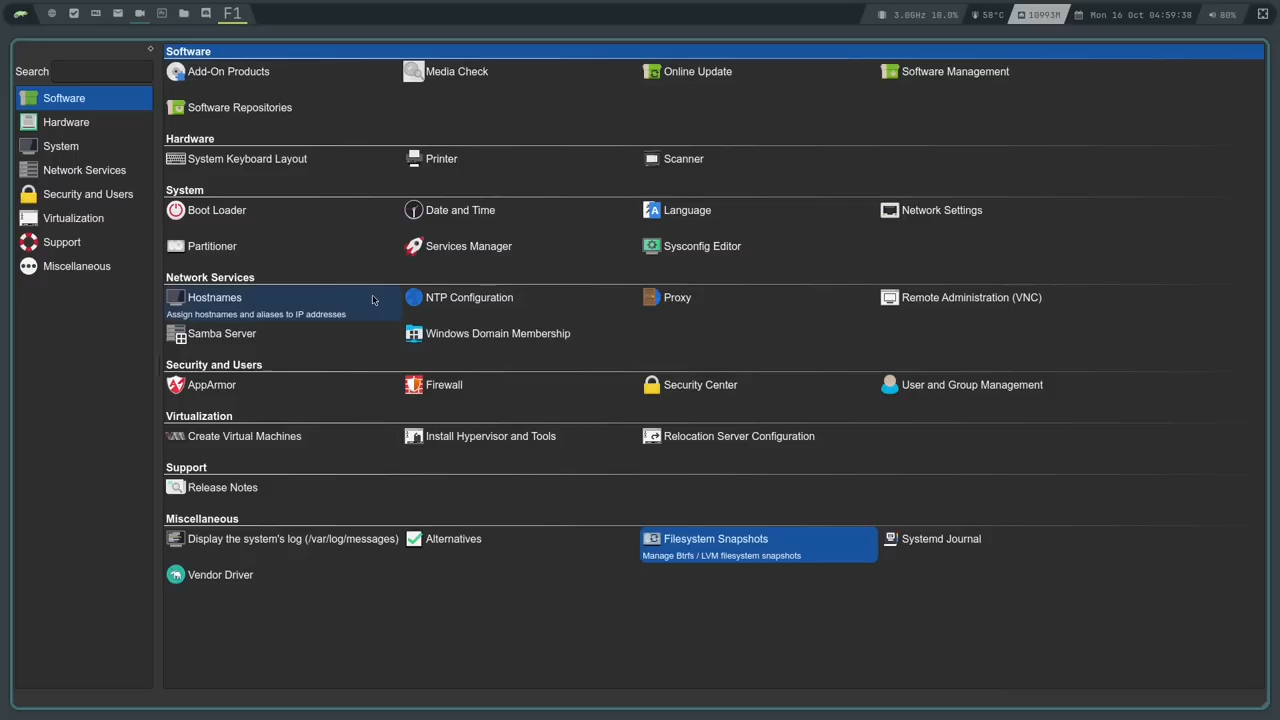 F1
3.0GHz 10.0%
58°C
10993M
Mon 16 Oct 04:59:38
80%
Search
Software
Hardware
System
Network Services
Security and Users
Virtualization
Support
Miscellaneous
Software
Add-On Products
Media Check
Online Update
Software Management
Software Repositories
Hardware
System Keyboard Layout
Printer
Scanner
System
Boot Loader
Date and Time
Language
Network Settings
Partitioner
Services Manager
Sysconfig Editor
Network Services
Hostnames
Assign hostnames and aliases to IP addresses
NTP Configuration
Proxy
Remote Administration (VNC)
Samba Server
Windows Domain Membership
Security and Users
AppArmor
Firewall
Security Center
User and Group Management
Virtualization
Create Virtual Machines
Install Hypervisor and Tools
Relocation Server Configuration
Support
Release Notes
Miscellaneous
Display the system's log (/var/log/messages)
Alternatives
Filesystem Snapshots
Manage Btrfs / LVM filesystem snapshots
Systemd Journal
Vendor Driver